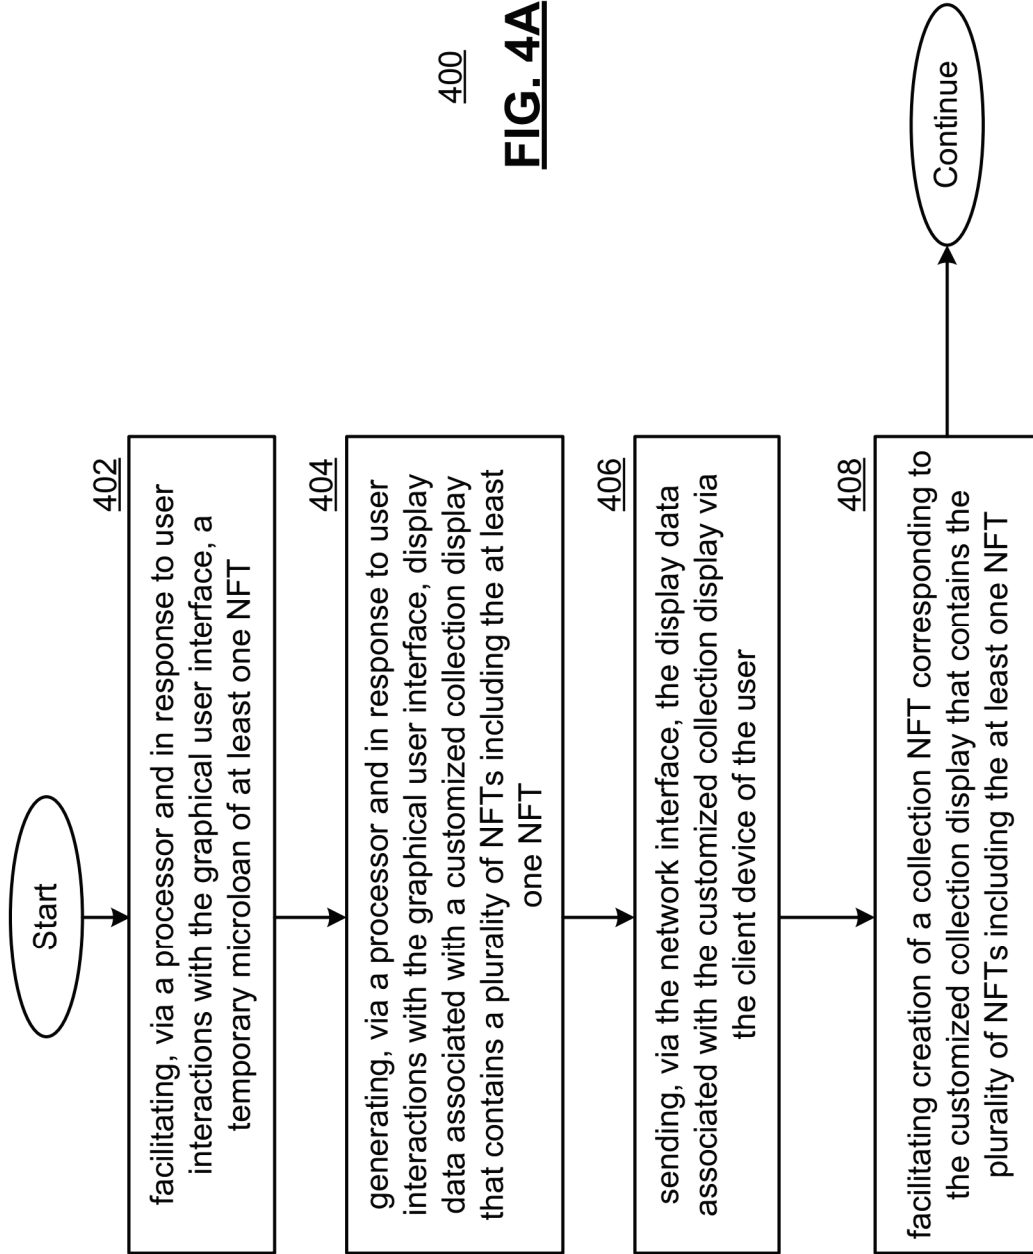 Start
402
facilitating, via a processor and in response to user
interactions with the graphical user interface, a
temporary microloan of at least one NFT
404
generating, via a processor and in response to user
interactions with the graphical user interface, display
data associated with a customized collection display
that contains a plurality of NFTs including the at least
one NFT
406
sending, via the network interface, the display data
associated with the customized collection display via
the client device of the user
408
facilitating creation of a collection NFT corresponding to
the customized collection display that contains the
plurality of NFTs including the at least one NFT
Continue
400
FIG. 4A